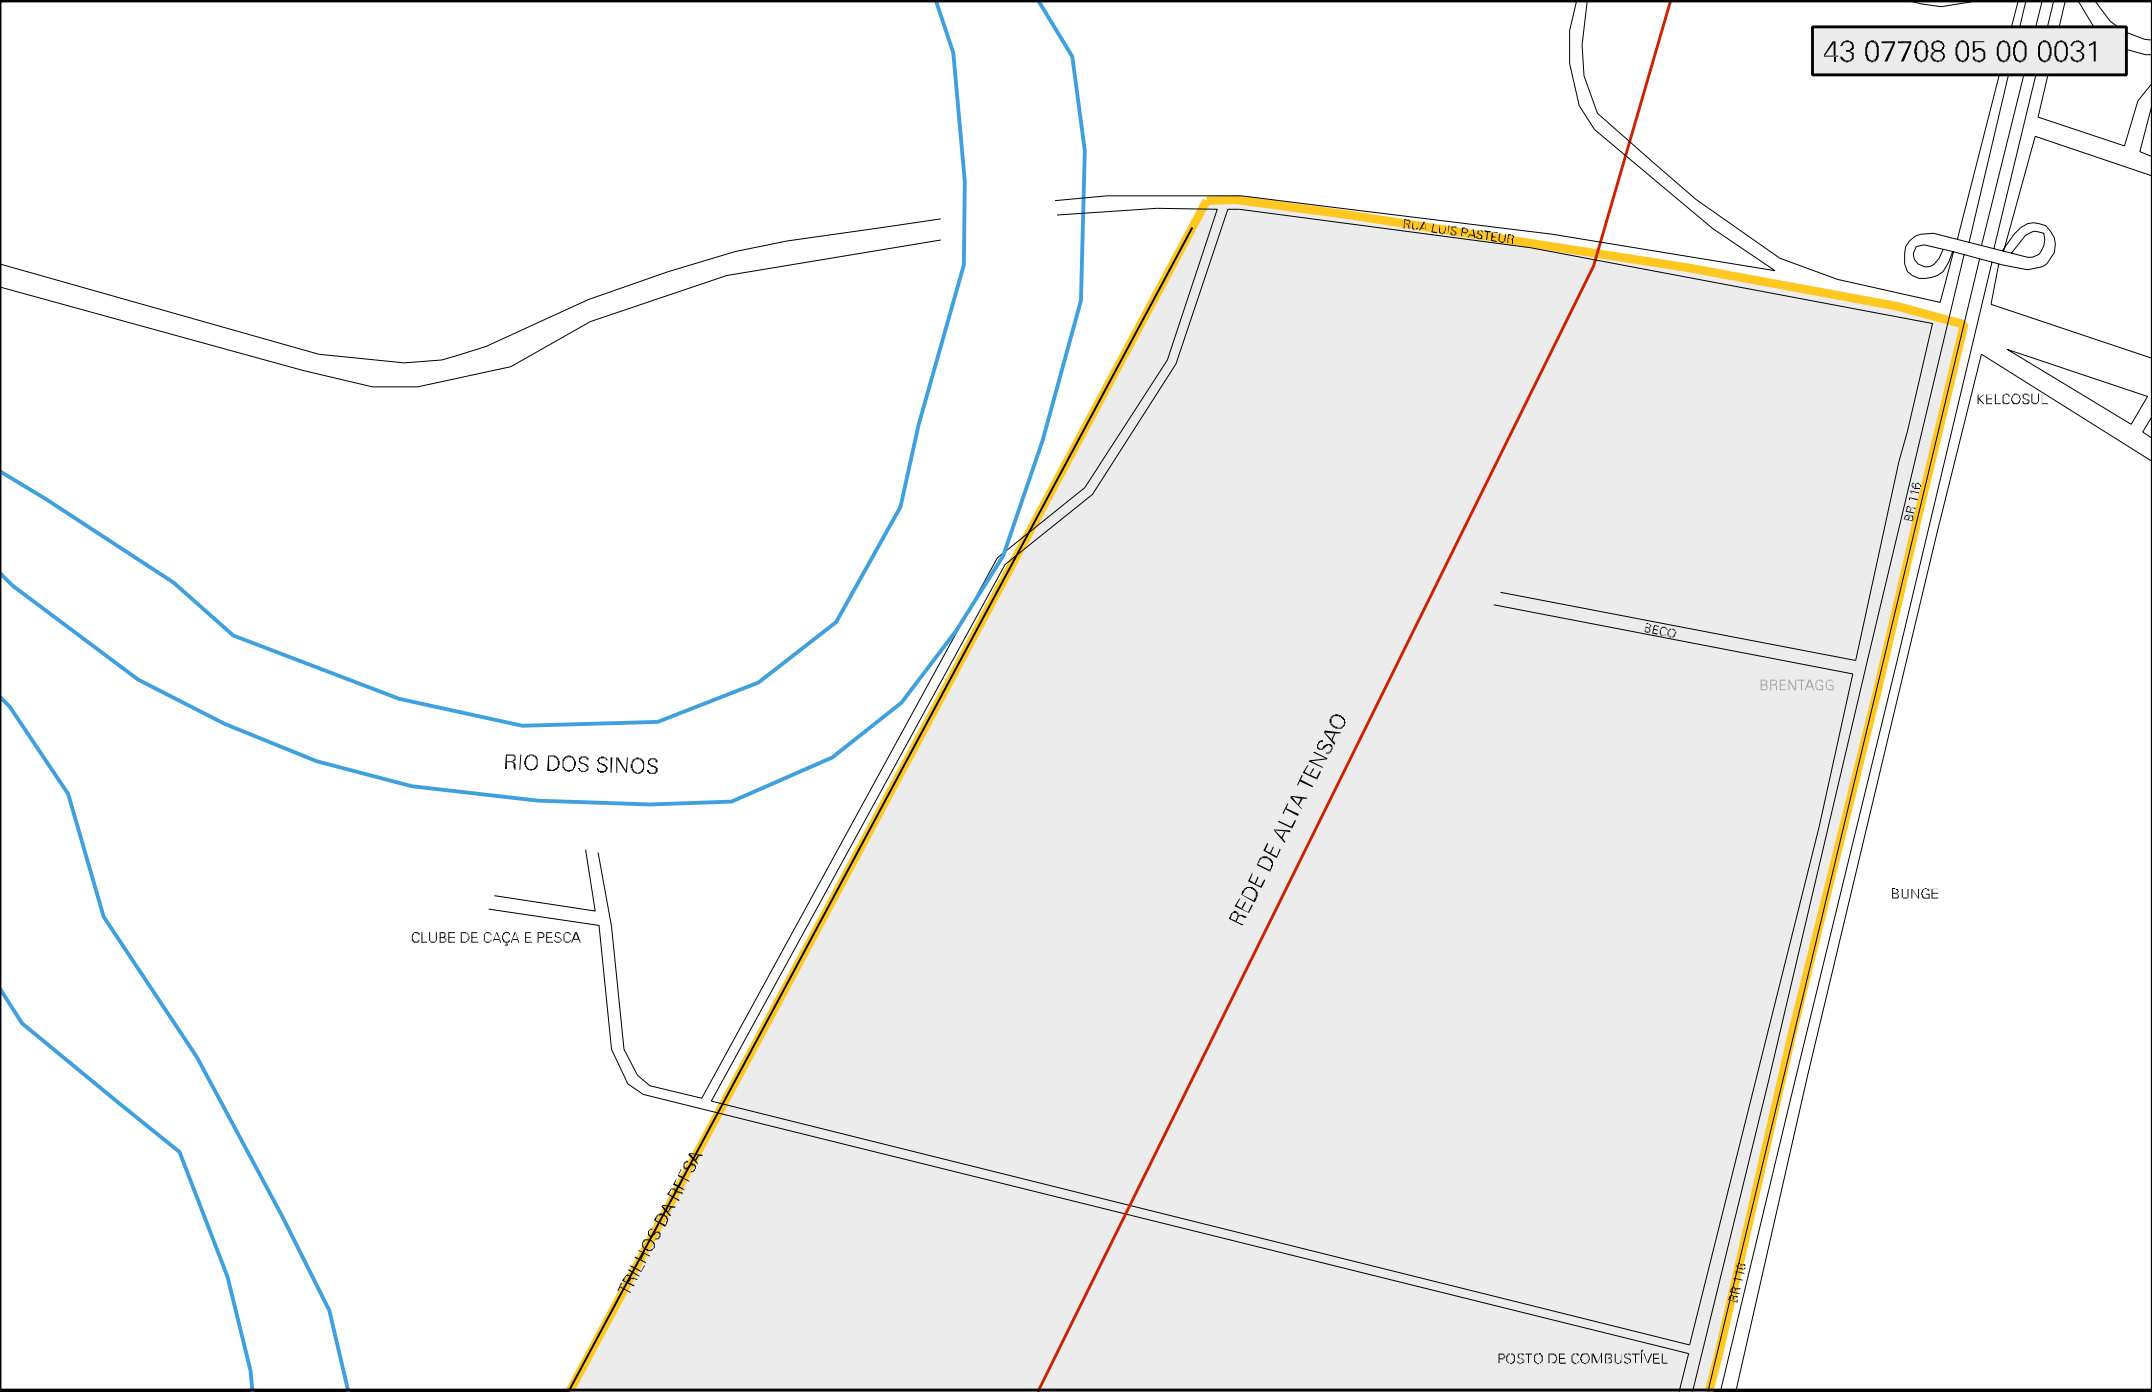 43 07708 05 00 0031
RUA LUIS PASTEUR
KELCOSUL
BR 116
BECO
BRENTAGG
REDE DE ALTA TENSAO
RIO DOS SINOS
BUNGE
CLUBE DE CAÇA E PESCA
TRILHOS DA RFFSA
BR 116
POSTO DE COMBUSTÍVEL